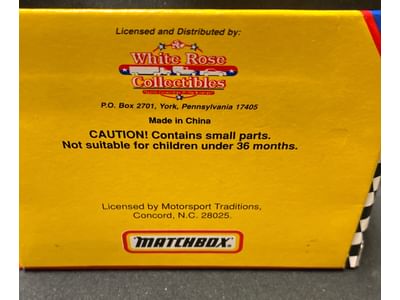 Licensed and Distributed by:
White Rose
Collectibles
P.O. Box 2701, York, Pennsylvania 17405
Made in China
CAUTION! Contains small parts.
Not suitable for children under 36 months.
Licensed by Motorsport Traditions,
Concord, N.C. 28025.
MATCHBOX